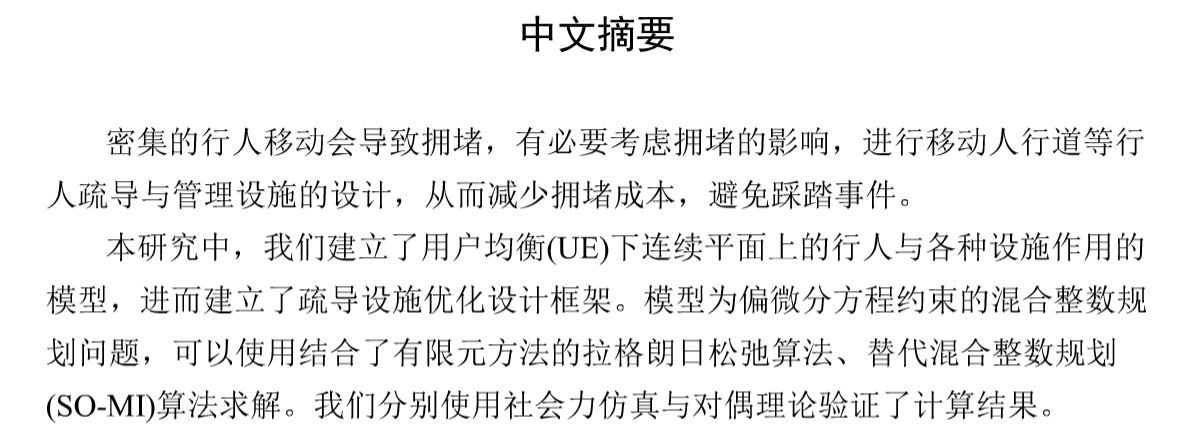 中文摘要
密集的行人移动会导致拥堵，有必要考虑拥堵的影响，进行移动人行道等行
人疏导与管理设施的设计，从而减少拥堵成本，避免踩踏事件。
本研究中，我们建立了用户均衡(UE)下连续平面上的行人与各种设施作用的
模型，进而建立了疏导设施优化设计框架。模型为偏微分方程约束的混合整数规
划问题，可以使用结合了有限元方法的拉格朗日松弛算法、替代混合整数规划
(SO-MI)算法求解。我们分别使用社会力仿真与对偶理论验证了计算结果。